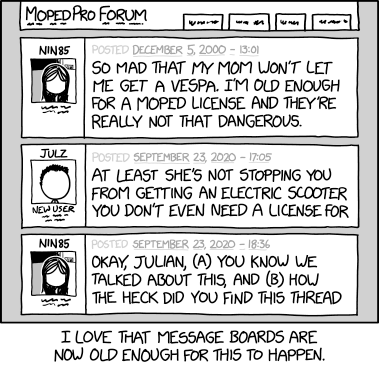 MOPEDPRO FORUM
NIN85
POSTED DECEMBER 5, 2000 – 13:01
SO MAD THAT MY MOM WON'T LET
ME GET A VESPA. I'M OLD ENOUGH
FOR A MOPED LICENSE AND THEY'RE
REALLY NOT THAT DANGEROUS.
JULZ
NEW USER
POSTED SEPTEMBER 23, 2020 – 17:05
AT LEAST SHE'S NOT STOPPING YOU
FROM GETTING AN ELECTRIC SCOOTER
YOU DON'T EVEN NEED A LICENSE FOR
NIN85
POSTED SEPTEMBER 23, 2020 – 18:36
OKAY, JULIAN, (A) YOU KNOW WE
TALKED ABOUT THIS, AND (B) HOW
THE HECK DID YOU FIND THIS THREAD
I LOVE THAT MESSAGE BOARDS ARE
NOW OLD ENOUGH FOR THIS TO HAPPEN.